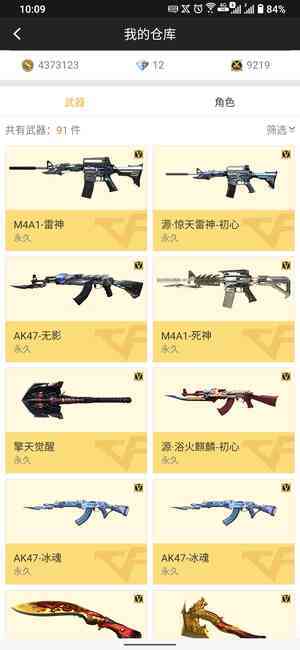 10:09
84%
我的仓库
4373123
12
9219
武器
角色
共有武器：91 件
筛选
M4A1-雷神
永久
源·惊天雷神-初心
永久
AK47-无影
永久
M4A1-死神
永久
擎天觉醒
永久
源·浴火麒麟-初心
永久
AK47-冰魂
永久
AK47-冰魂
永久